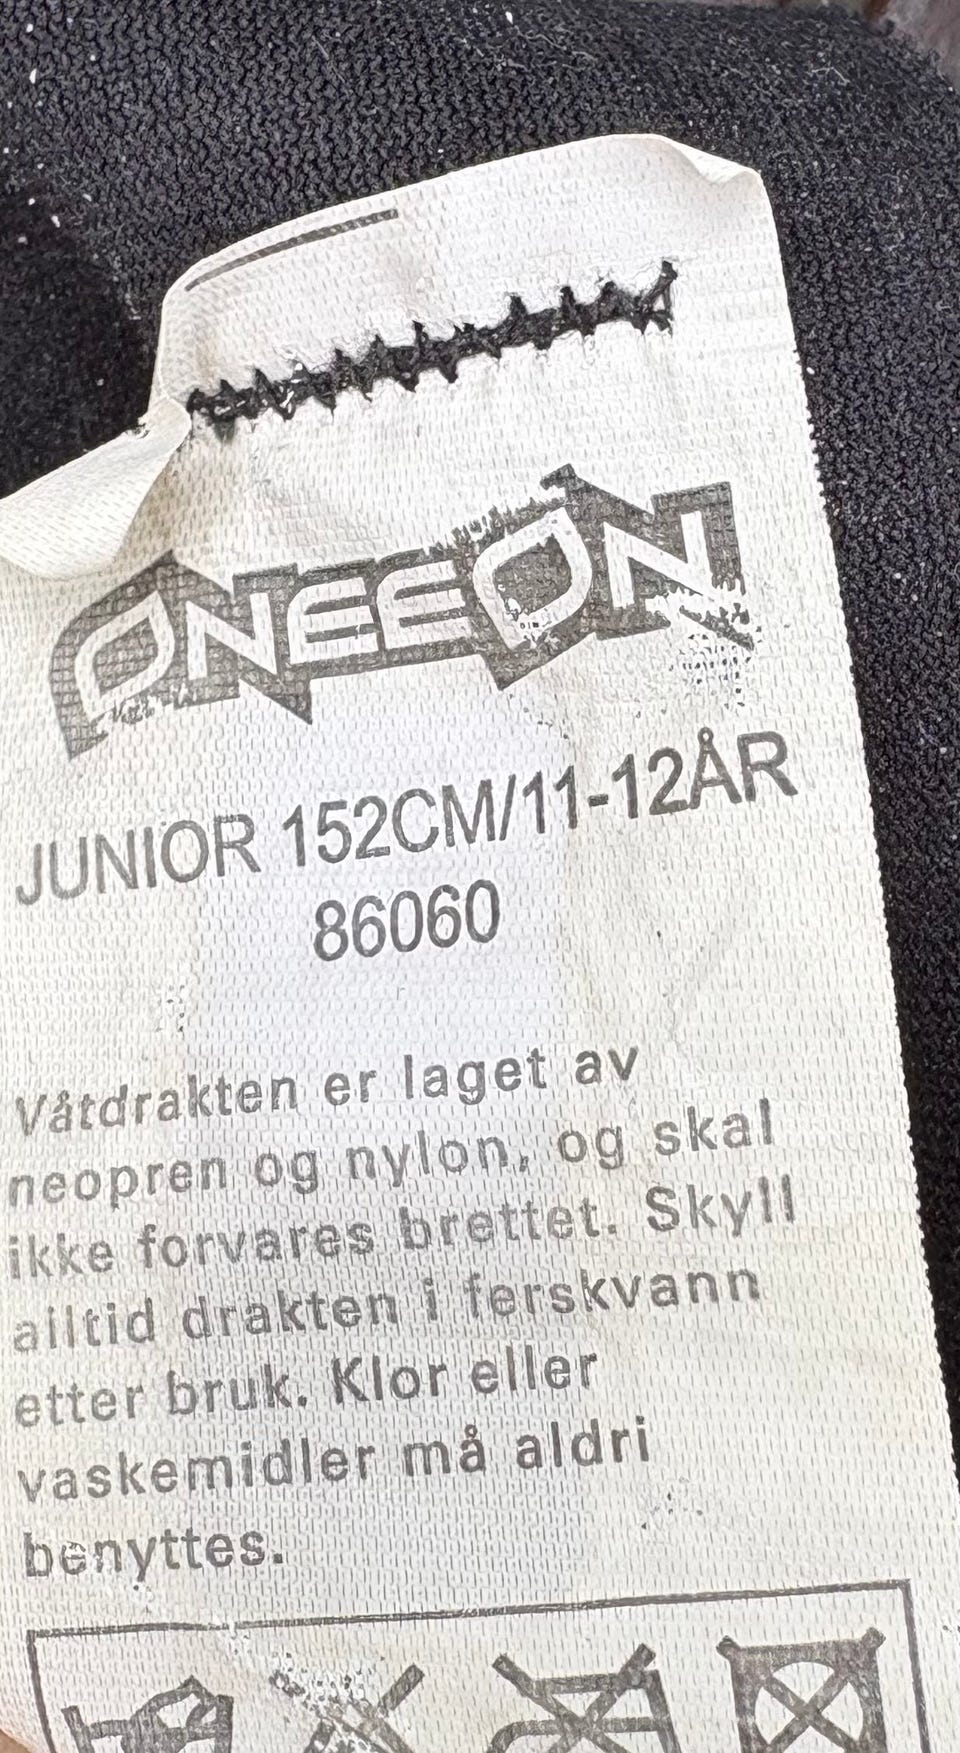 ONEEON
JUNIOR 152CM/11-12ÅR
86060
Våtdrakten er laget av
neopren og nylon, og skal
ikke forvares brettet. Skyll
alltid drakten i ferskvann
etter bruk. Klor eller
vaskemidler må aldri
benyttes.